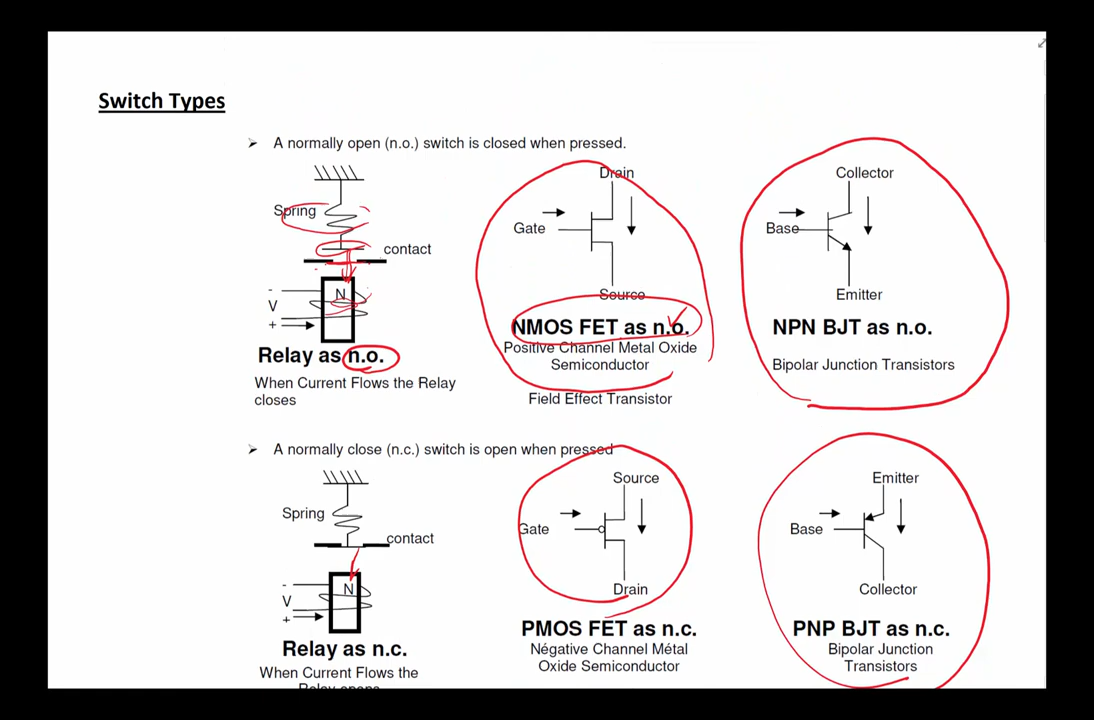 Switch Types
➢ A normally open (n.o.) switch is closed when pressed.
Spring
contact
N
-
V
+
Relay as n.o.
When Current Flows the Relay
closes
Drain
Gate
Source
NMOS FET as n.o.
Positive Channel Metal Oxide
Semiconductor
Field Effect Transistor
Collector
Base
Emitter
NPN BJT as n.o.
Bipolar Junction Transistors
➢ A normally close (n.c.) switch is open when pressed
Spring
contact
N
-
V
+
Relay as n.c.
When Current Flows the
Relay opens
Source
Gate
Drain
PMOS FET as n.c.
Négative Channel Métal
Oxide Semiconductor
Emitter
Base
Collector
PNP BJT as n.c.
Bipolar Junction
Transistors